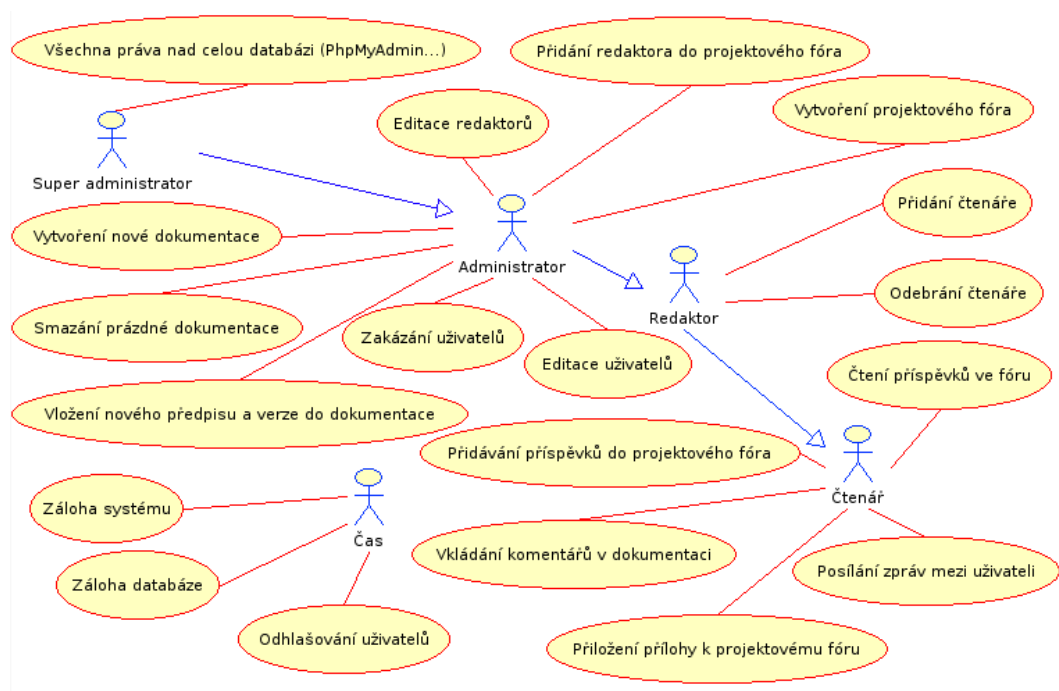 Všechna práva nad celou databázi (PhpMyAdmin...)
Přidání redaktora do projektového fóra
Editace redaktorů
Vytvoření projektového fóra
Super administrator
Přidání čtenáře
Vytvoření nové dokumentace
Administrator
Odebrání čtenáře
Redaktor
Smazání prázdné dokumentace
Zakázání uživatelů
Editace uživatelů
Čtení příspěvků ve fóru
Vložení nového předpisu a verze do dokumentace
Přidávání příspěvků do projektového fóra
Čtenář
Záloha systému
Čas
Vkládání komentářů v dokumentaci
Posílání zpráv mezi uživateli
Záloha databáze
Odhlašování uživatelů
Přiložení přílohy k projektovému fóru